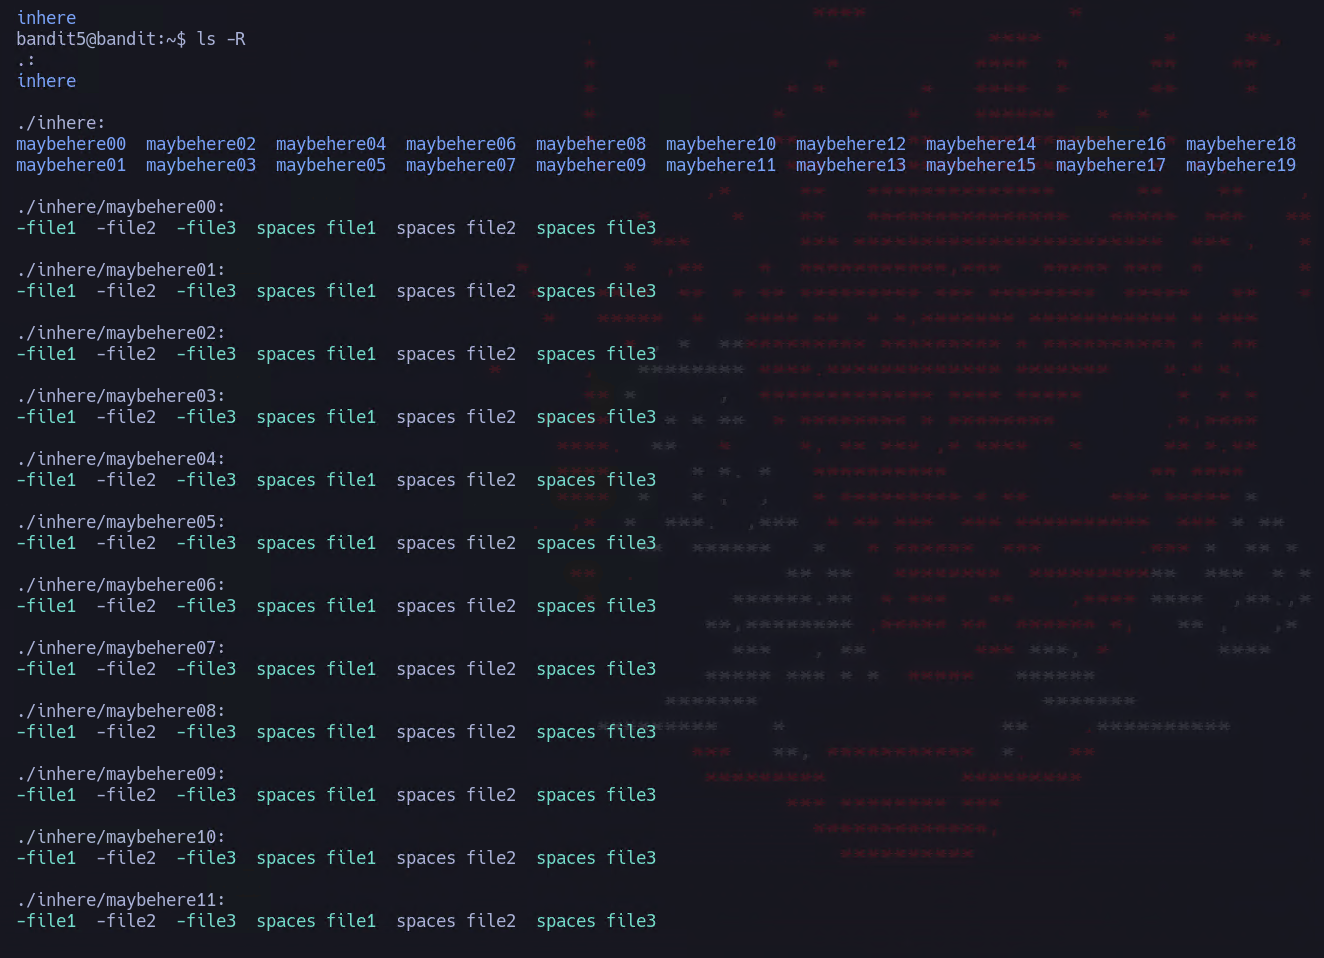 inhere
bandit5@bandit:~$ ls -R
.:
inhere

./inhere:
maybehere00  maybehere02  maybehere04  maybehere06  maybehere08  maybehere10  maybehere12  maybehere14  maybehere16  maybehere18
maybehere01  maybehere03  maybehere05  maybehere07  maybehere09  maybehere11  maybehere13  maybehere15  maybehere17  maybehere19

./inhere/maybehere00:
-file1  -file2  -file3  spaces file1  spaces file2  spaces file3

./inhere/maybehere01:
-file1  -file2  -file3  spaces file1  spaces file2  spaces file3

./inhere/maybehere02:
-file1  -file2  -file3  spaces file1  spaces file2  spaces file3

./inhere/maybehere03:
-file1  -file2  -file3  spaces file1  spaces file2  spaces file3

./inhere/maybehere04:
-file1  -file2  -file3  spaces file1  spaces file2  spaces file3

./inhere/maybehere05:
-file1  -file2  -file3  spaces file1  spaces file2  spaces file3

./inhere/maybehere06:
-file1  -file2  -file3  spaces file1  spaces file2  spaces file3

./inhere/maybehere07:
-file1  -file2  -file3  spaces file1  spaces file2  spaces file3

./inhere/maybehere08:
-file1  -file2  -file3  spaces file1  spaces file2  spaces file3

./inhere/maybehere09:
-file1  -file2  -file3  spaces file1  spaces file2  spaces file3

./inhere/maybehere10:
-file1  -file2  -file3  spaces file1  spaces file2  spaces file3

./inhere/maybehere11:
-file1  -file2  -file3  spaces file1  spaces file2  spaces file3